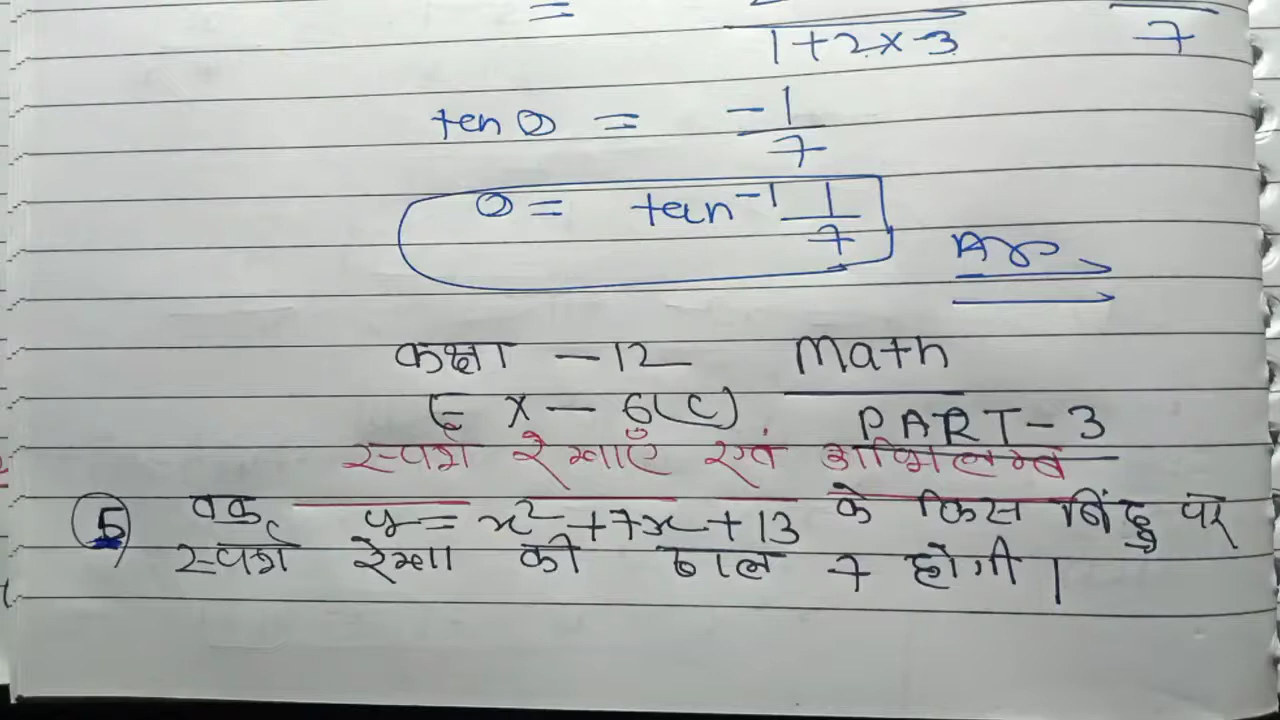 =
1+2×3 7
tan θ = -1/7
θ = tan⁻¹ 1/7 Ans
कक्षा - 12 Math
Ex - 6(C) PART-3
स्पर्श रेखाएँ एवं अभिलम्ब
5 वक्र y = x² + 7x + 13 के किस बिंदु पर
स्पर्श रेखा की ढाल 7 होगी।